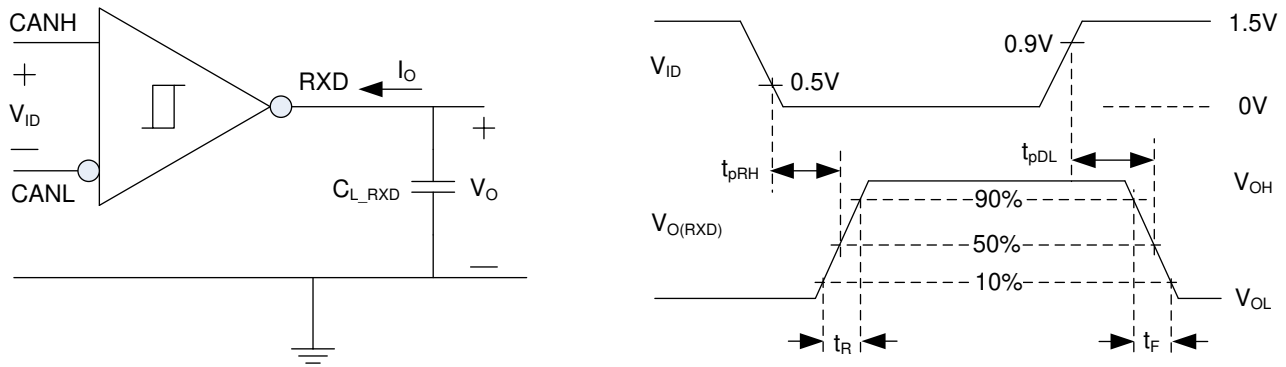 CANH
+
V_ID
—
CANL
RXD
I_O
+
C_L_RXD
V_O
—
V_ID
0.5V
0.9V
1.5V
0V
t_pRH
t_pDL
V_O(RXD)
90%
50%
10%
V_OH
V_OL
t_R
t_F